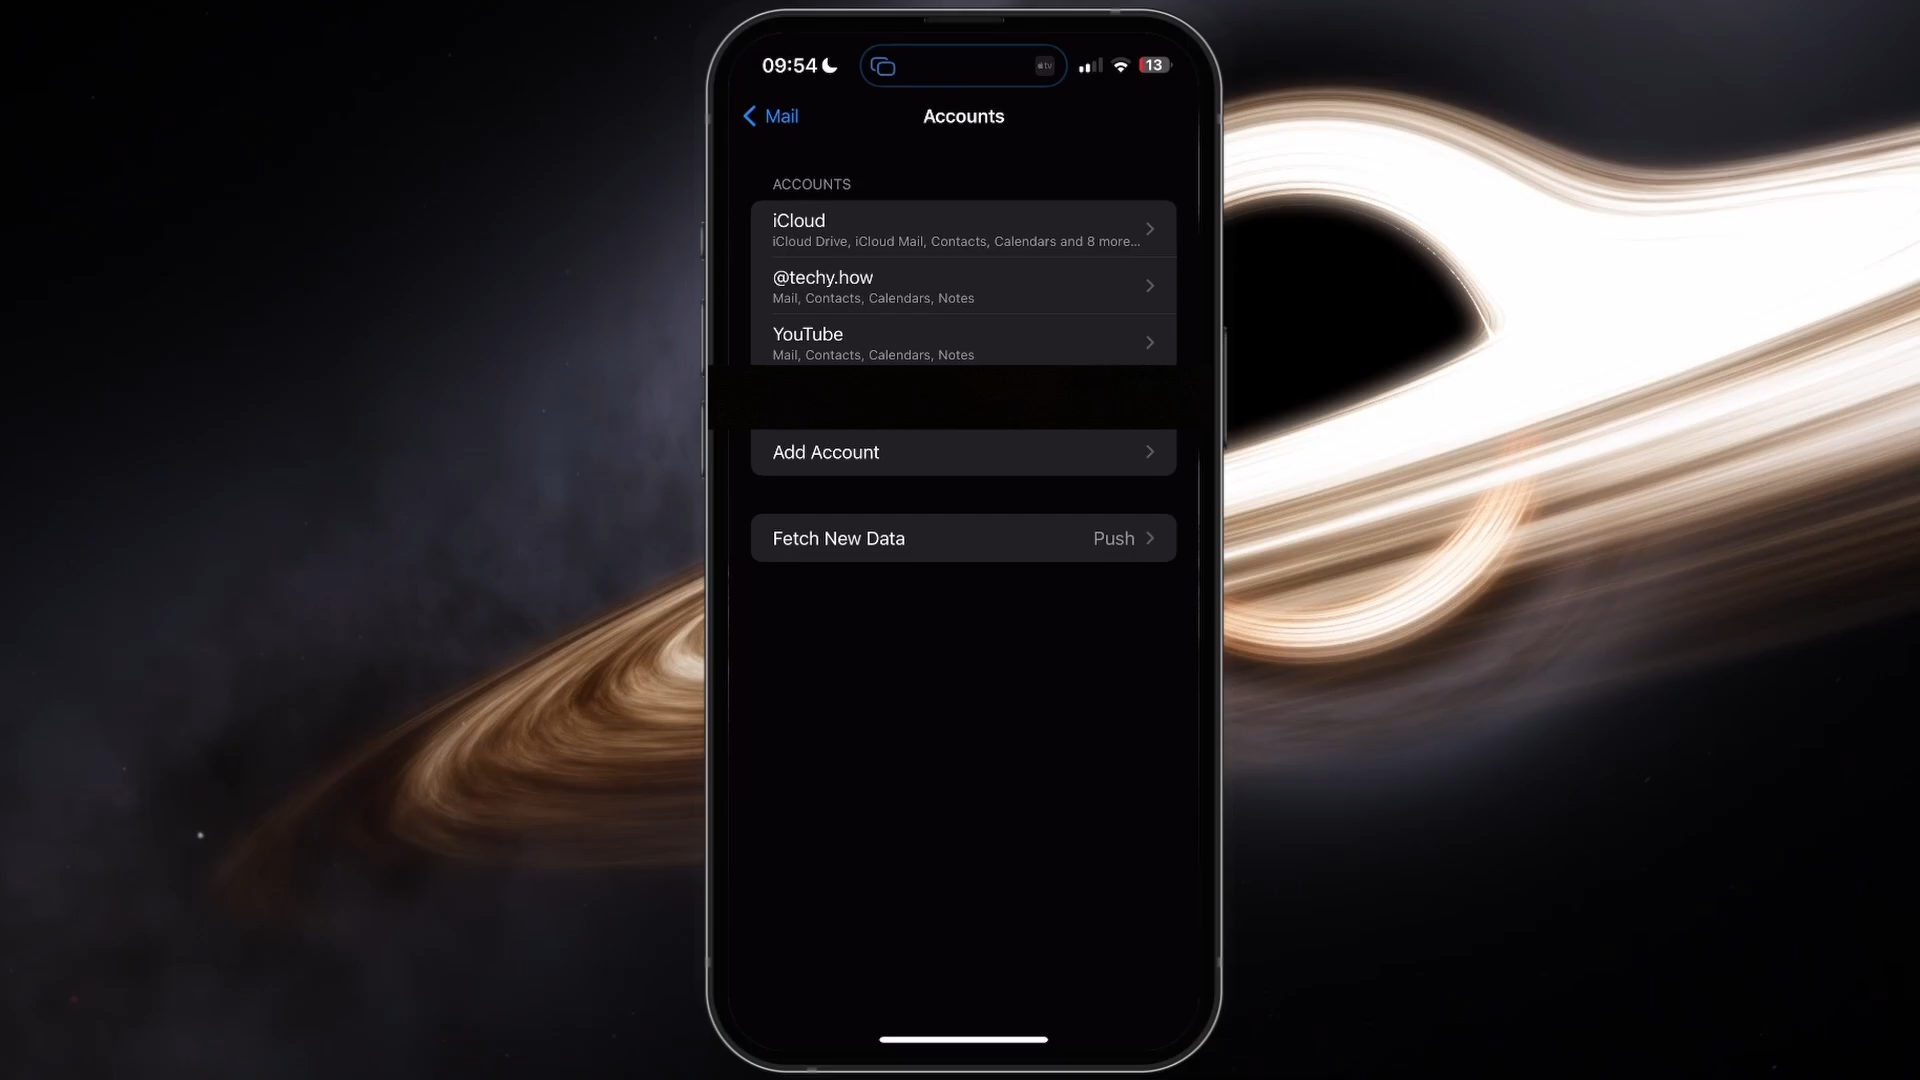 09:54
tv
13
Mail
Accounts
ACCOUNTS
iCloud
iCloud Drive, iCloud Mail, Contacts, Calendars and 8 more...
@techy.how
Mail, Contacts, Calendars, Notes
YouTube
Mail, Contacts, Calendars, Notes
Add Account
Fetch New Data Push